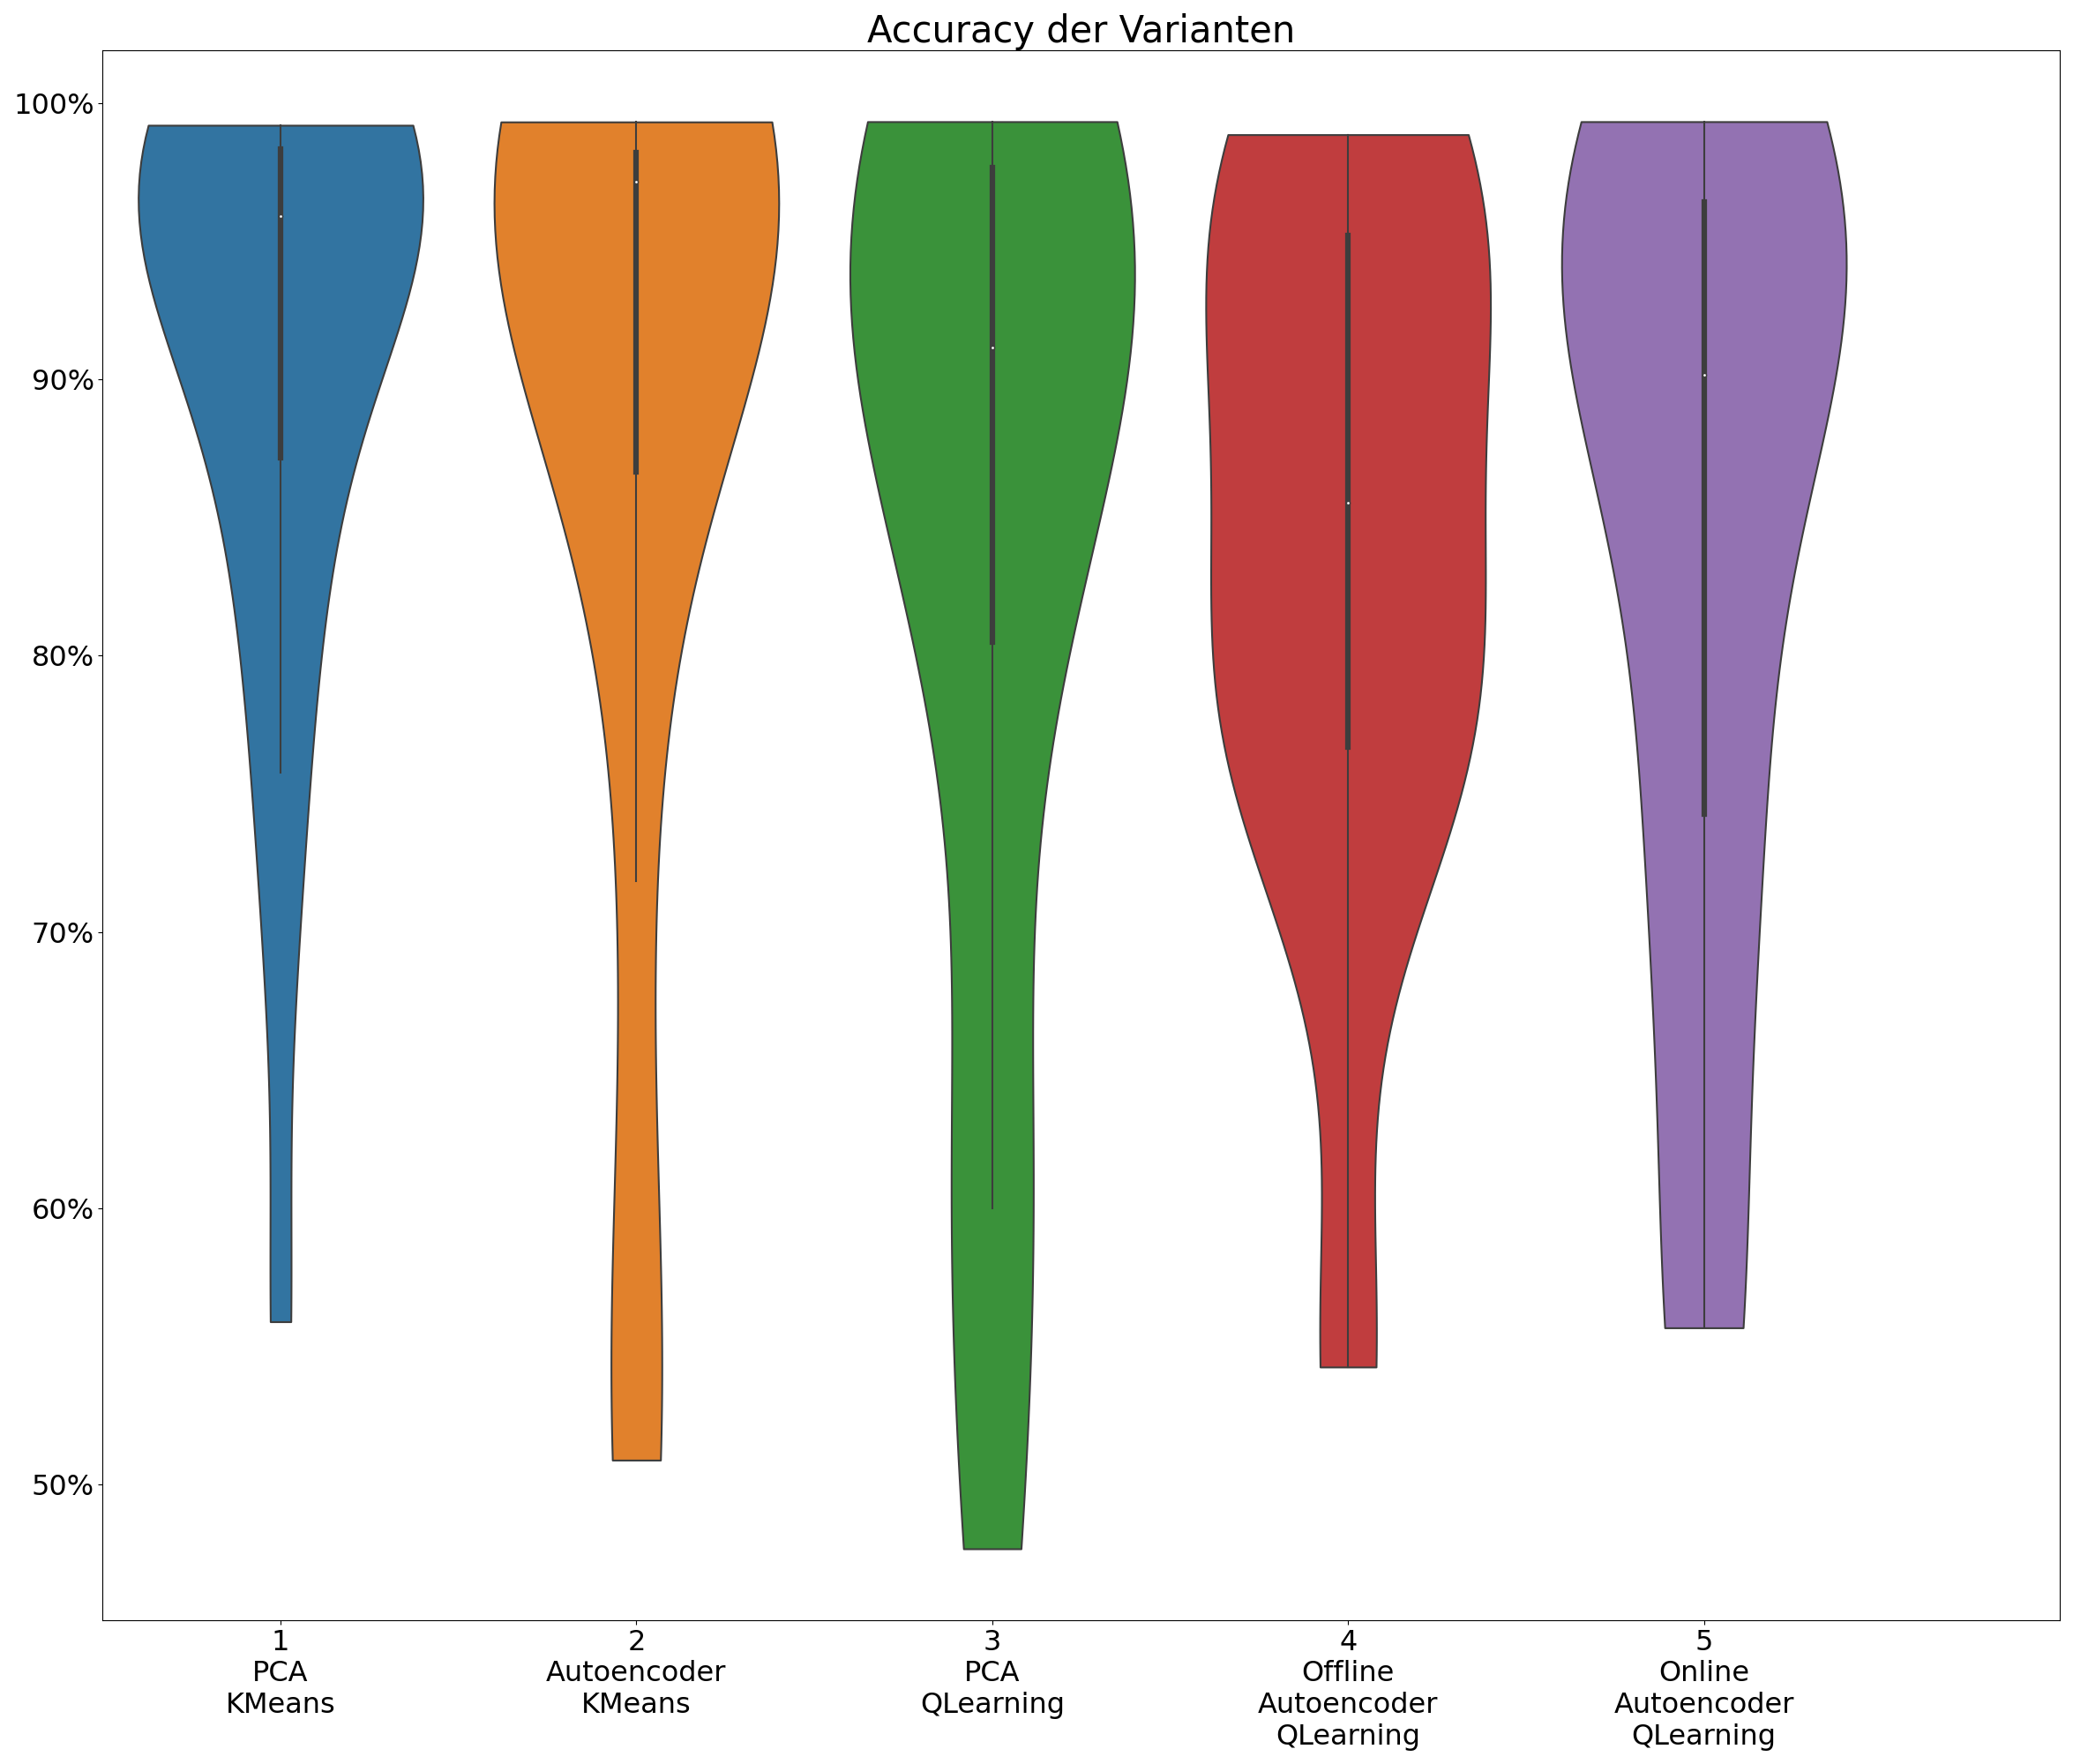 Accuracy der Varianten
100%
90%
80%
70%
60%
50%
1
PCA
KMeans
2
Autoencoder
KMeans
3
PCA
QLearning
4
Offline
Autoencoder
QLearning
5
Online
Autoencoder
QLearning